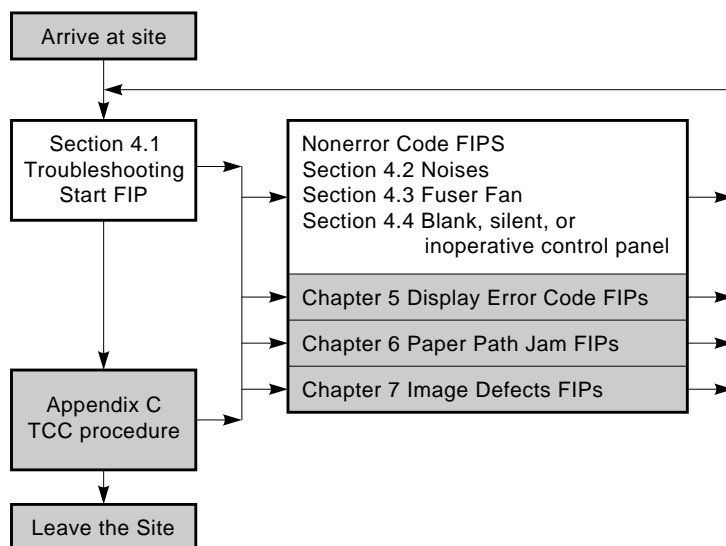 Arrive at site
Section 4.1
Troubleshooting
Start FIP
Nonerror Code FIPS
Section 4.2 Noises
Section 4.3 Fuser Fan
Section 4.4 Blank, silent, or
inoperative control panel
Chapter 5 Display Error Code FIPs
Chapter 6 Paper Path Jam FIPs
Chapter 7 Image Defects FIPs
Appendix C
TCC procedure
Leave the Site